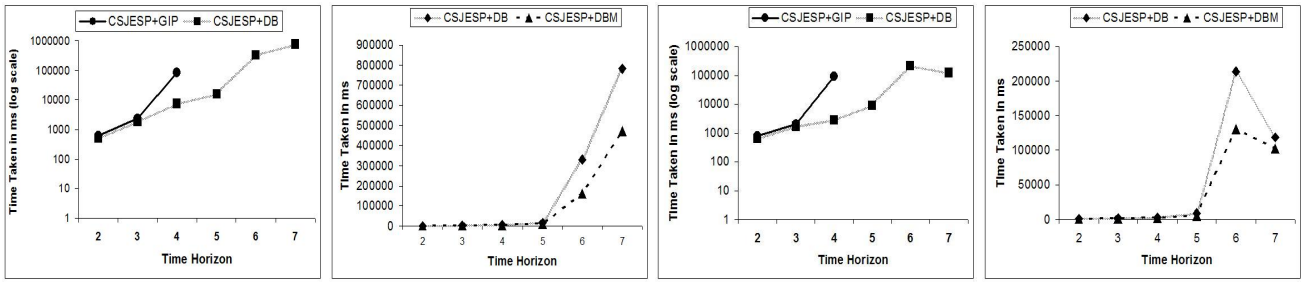 CSJESP+GIP CSJESP+DB
1000000
100000
10000
1000
100
10
1
2 3 4 5 6 7
Time Horizon
Time Taken in ms (log scale)
CSJESP+DB CSJESP+DBM
900000
800000
700000
600000
500000
400000
300000
200000
100000
0
2 3 4 5 6 7
Time Horizon
Time Taken In ms
CSJESP+GIP CSJESP+DB
1000000
100000
10000
1000
100
10
1
2 3 4 5 6 7
Time Horizon
Time Taken In ms (log scale)
CSJESP+DB CSJESP+DBM
250000
200000
150000
100000
50000
0
2 3 4 5 6 7
Time Horizon
Time Taken In ms